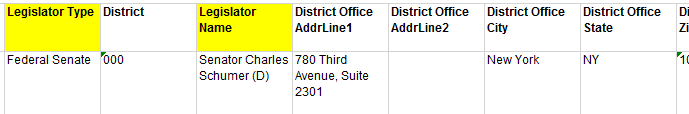 Legislator Type District Legislator District Office District Office District Office District Office Di
Name AddrLine1 AddrLine2 City State Zi
Federal Senate 000 Senator Charles 780 Third New York NY 10
Schumer (D) Avenue, Suite
2301